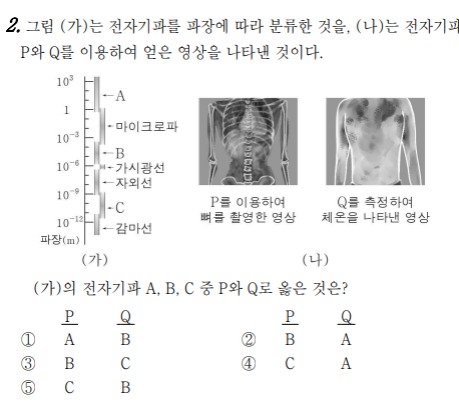 2. 그림 (가)는 전자기파를 파장에 따라 분류한 것을, (나)는 전자기파
P와 Q를 이용하여 얻은 영상을 나타낸 것이다.
10³
A
1
마이크로파
10⁻³
B
10⁻⁶
가시광선
자외선
10⁻⁹
C
10⁻¹²
감마선
파장(m)
(가)
P를 이용하여
뼈를 촬영한 영상
Q를 측정하여
체온을 나타낸 영상
(나)
(가)의 전자기파 A, B, C 중 P와 Q로 옳은 것은?
P Q P Q
① A B ② B A
③ B C ④ C A
⑤ C B